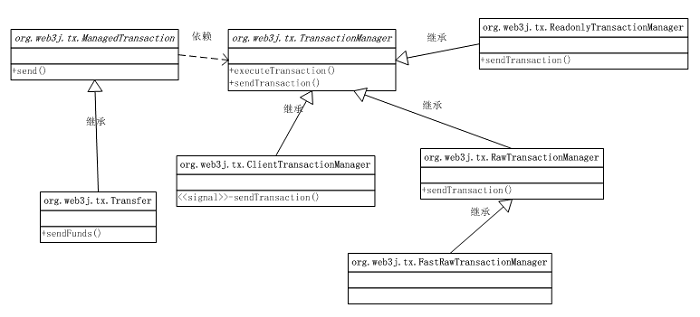 org.web3j.tx.ManagedTransaction
+send()
依赖
org.web3j.tx.TransactionManager
+executeTransaction()
+sendTransaction()
继承
org.web3j.tx.ReadonlyTransactionManager
+sendTransaction()
继承
继承
继承
org.web3j.tx.ClientTransactionManager
<<signal>>-sendTransaction()
org.web3j.tx.RawTransactionManager
+sendTransaction()
org.web3j.tx.Transfer
+sendFunds()
继承
org.web3j.tx.FastRawTransactionManager